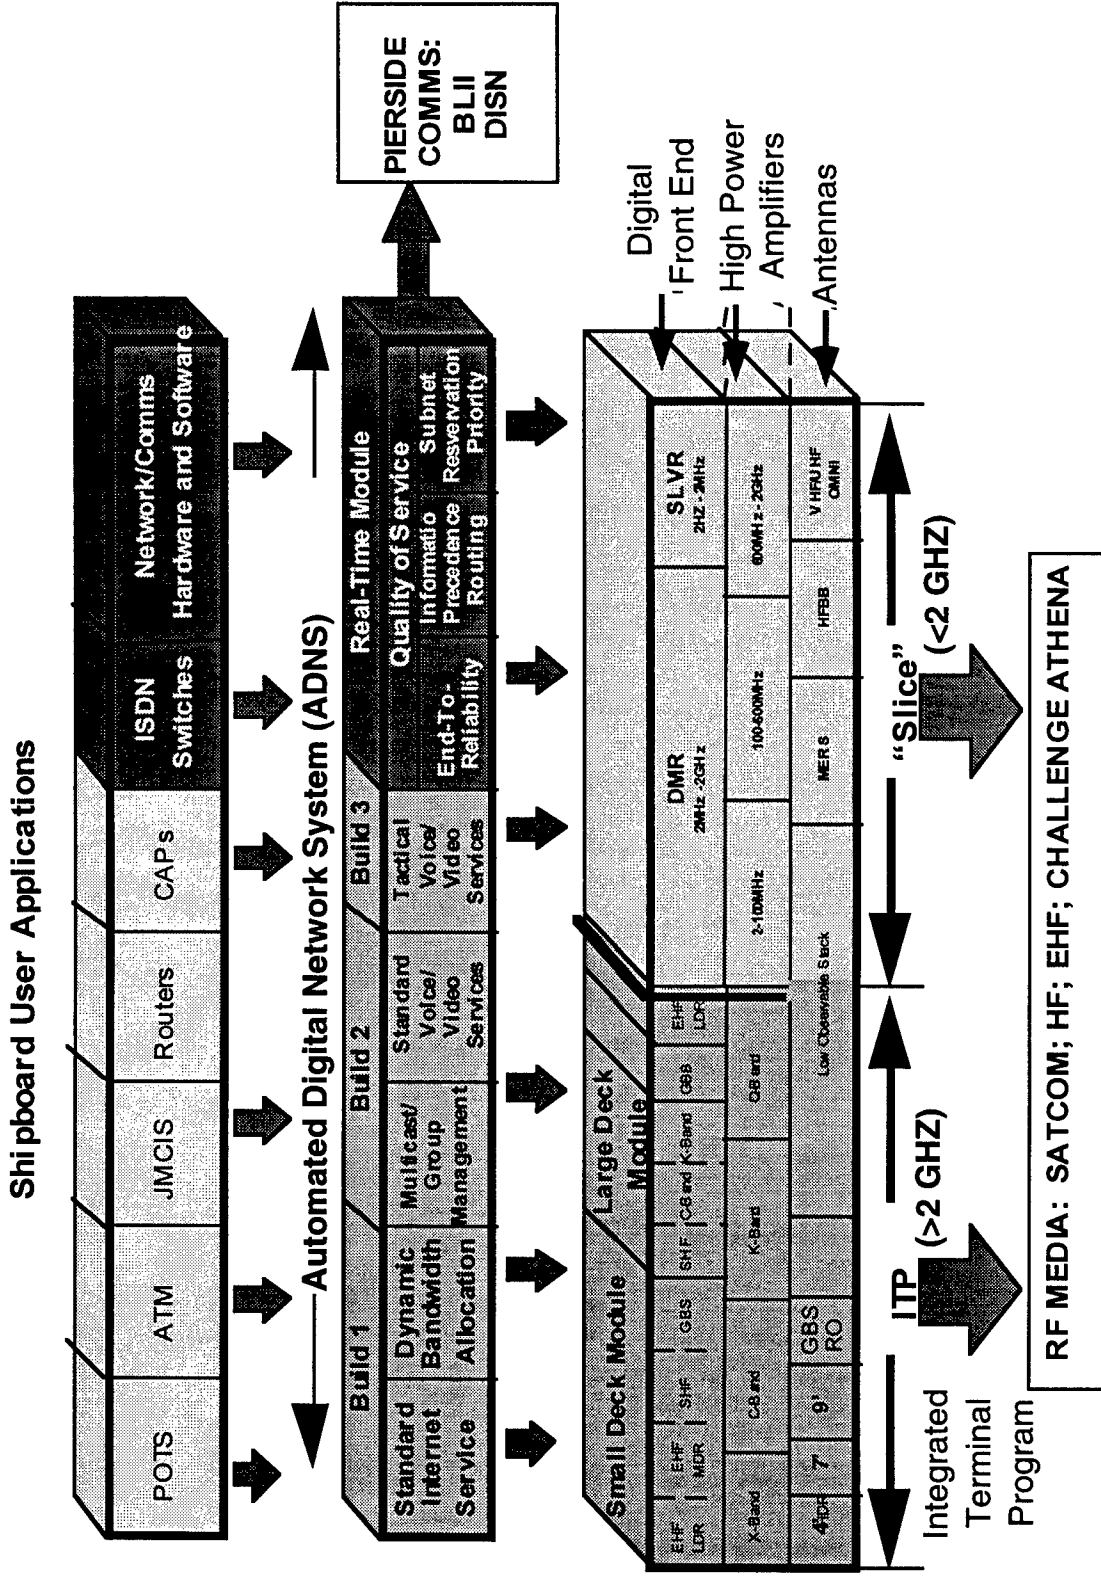 Shipboard User Applications
POTS
ATM
JMCIS
Routers
CAPs
ISDN
Switches
Network/Comms
Hardware and Software
Automated Digital Network System (ADNS)
Build 1
Build 2
Build 3
Real-Time Module
Standard
Internet
Service
Dynamic
Bandwidth
Allocation
Multicast/
Group
Management
Standard
Voice/
Video
Services
Tactical
Voice/
Video
Services
Quality of Service
End-To-
Reliability
Informatio
Precedence
Routing
Subnet
Reservation
Priority
PIERSIDE
COMMS:
BLII
DISN
Small Deck Module
Large Deck
Module
EHF
LDR
EHF
MDR
SHF
GBS
SHF
C-Band
K-Band
GBB
EHF
LDR
DMR
2MHz -2GHz
SLVR
2HZ - 2MHz
X-Band
C-Band
K-Band
Q-Band
2-100MHz
100-600MHz
600MHz - 2GHz
7'
9'
GBS
RO
Low Observable Stack
MERS
HFBB
VHF/UHF
OMNI
Digital
Front End
High Power
Amplifiers
Antennas
Integrated
Terminal
Program
ITP
(>2 GHZ)
“Slice”
(<2 GHZ)
RF MEDIA: SATCOM; HF; EHF; CHALLENGE ATHENA